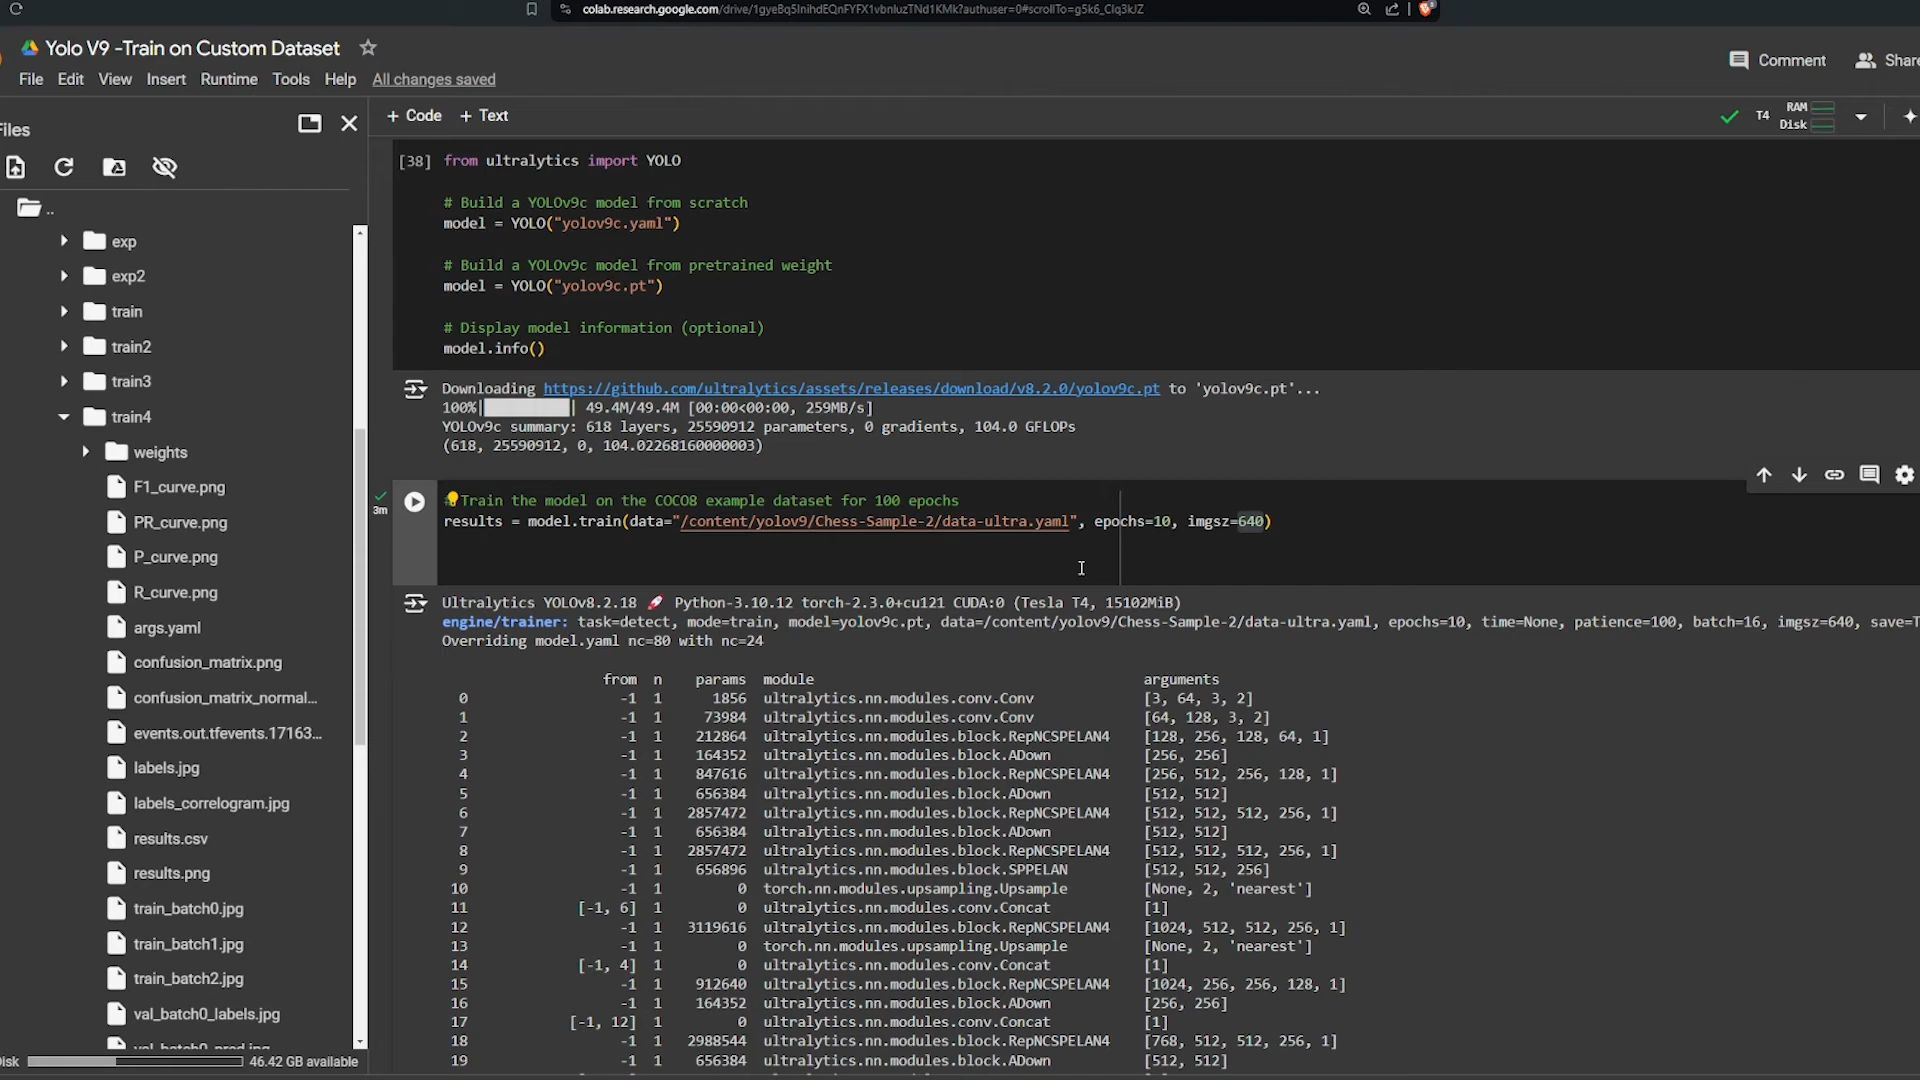 colab.research.google.com/drive/1gyeBq5InihdEQnFYFX1vbnIuzTNd1KMk?authuser=0#scrollTo=g5k6_CIq3kJZ
Yolo V9 -Train on Custom Dataset
File Edit View Insert Runtime Tools Help All changes saved
Comment Share
Files
+ Code + Text
T4 RAM
Disk
..
exp
exp2
train
train2
train3
train4
weights
F1_curve.png
PR_curve.png
P_curve.png
R_curve.png
args.yaml
confusion_matrix.png
confusion_matrix_normal...
events.out.tfevents.17163...
labels.jpg
labels_correlogram.jpg
results.csv
results.png
train_batch0.jpg
train_batch1.jpg
train_batch2.jpg
val_batch0_labels.jpg
Disk 46.42 GB available
[38] from ultralytics import YOLO
# Build a YOLOv9c model from scratch
model = YOLO("yolov9c.yaml")
# Build a YOLOv9c model from pretrained weight
model = YOLO("yolov9c.pt")
# Display model information (optional)
model.info()
Downloading https://github.com/ultralytics/assets/releases/download/v8.2.0/yolov9c.pt to 'yolov9c.pt'...
100%| | 49.4M/49.4M [00:00<00:00, 259MB/s]
YOLOv9c summary: 618 layers, 25590912 parameters, 0 gradients, 104.0 GFLOPs
(618, 25590912, 0, 104.02268160000003)
3m
# Train the model on the COCO8 example dataset for 100 epochs
results = model.train(data="/content/yolov9/Chess-Sample-2/data-ultra.yaml", epochs=10, imgsz=640)
Ultralytics YOLOv8.2.18 🚀 Python-3.10.12 torch-2.3.0+cu121 CUDA:0 (Tesla T4, 15102MiB)
engine/trainer: task=detect, mode=train, model=yolov9c.pt, data=/content/yolov9/Chess-Sample-2/data-ultra.yaml, epochs=10, time=None, patience=100, batch=16, imgsz=640, save=T
Overriding model.yaml nc=80 with nc=24
from n params module arguments
0 -1 1 1856 ultralytics.nn.modules.conv.Conv [3, 64, 3, 2]
1 -1 1 73984 ultralytics.nn.modules.conv.Conv [64, 128, 3, 2]
2 -1 1 212864 ultralytics.nn.modules.block.RepNCSPELAN4 [128, 256, 128, 64, 1]
3 -1 1 164352 ultralytics.nn.modules.block.ADown [256, 256]
4 -1 1 847616 ultralytics.nn.modules.block.RepNCSPELAN4 [256, 512, 256, 128, 1]
5 -1 1 656384 ultralytics.nn.modules.block.ADown [512, 512]
6 -1 1 2857472 ultralytics.nn.modules.block.RepNCSPELAN4 [512, 512, 512, 256, 1]
7 -1 1 656384 ultralytics.nn.modules.block.ADown [512, 512]
8 -1 1 2857472 ultralytics.nn.modules.block.RepNCSPELAN4 [512, 512, 512, 256, 1]
9 -1 1 656896 ultralytics.nn.modules.block.SPPELAN [512, 512, 256]
10 -1 1 0 torch.nn.modules.upsampling.Upsample [None, 2, 'nearest']
11 [-1, 6] 1 0 ultralytics.nn.modules.conv.Concat [1]
12 -1 1 3119616 ultralytics.nn.modules.block.RepNCSPELAN4 [1024, 512, 512, 256, 1]
13 -1 1 0 torch.nn.modules.upsampling.Upsample [None, 2, 'nearest']
14 [-1, 4] 1 0 ultralytics.nn.modules.conv.Concat [1]
15 -1 1 912640 ultralytics.nn.modules.block.RepNCSPELAN4 [1024, 256, 256, 128, 1]
16 -1 1 164352 ultralytics.nn.modules.block.ADown [256, 256]
17 [-1, 12] 1 0 ultralytics.nn.modules.conv.Concat [1]
18 -1 1 2988544 ultralytics.nn.modules.block.RepNCSPELAN4 [768, 512, 512, 256, 1]
19 -1 1 656384 ultralytics.nn.modules.block.ADown [512, 512]